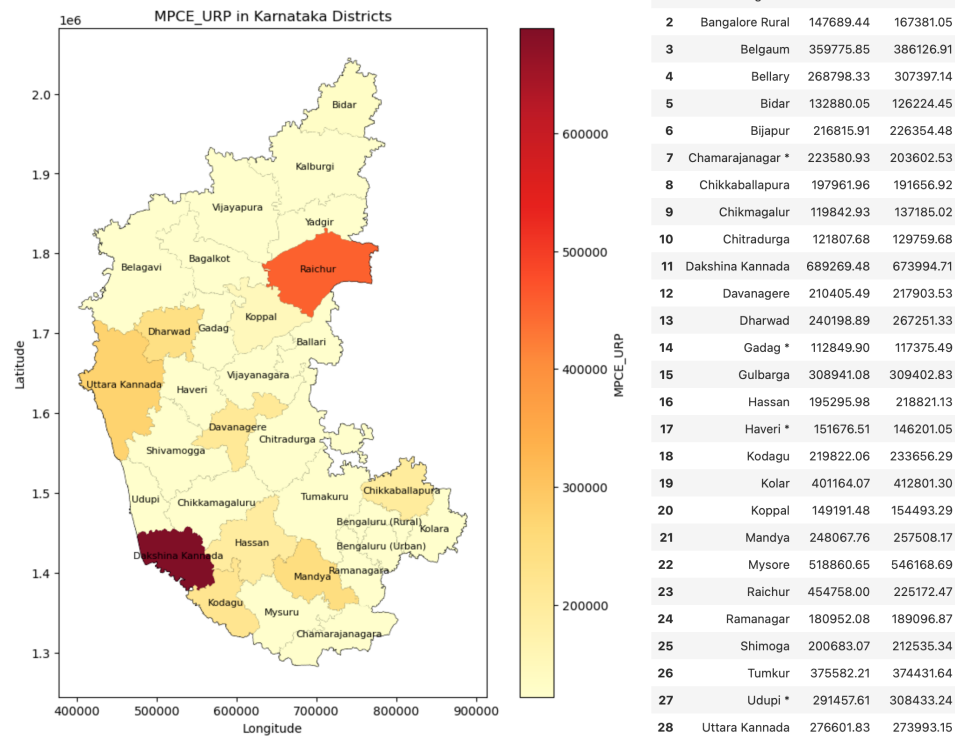 MPCE_URP in Karnataka Districts
1e6
2.0
1.9
1.8
1.7
1.6
1.5
1.4
1.3
Latitude
400000 500000 600000 700000 800000 900000
Longitude
Bidar
Kalburgi
Vijayapura
Yadgir
Bagalkot
Belagavi
Raichur
Koppal
Dharwad
Gadag
Ballari
Vijayanagara
Uttara Kannada
Haveri
Davanagere
Chitradurga
Shivamogga
Chikkaballapura
Udupi
Chikkamagaluru
Tumakuru
Bengaluru (Rural)
Kolara
Hassan
Bengaluru (Urban)
Dakshina Kannada
Mandya
Ramanagara
Kodagu
Mysuru
Chamarajanagara
600000
500000
400000
300000
200000
MPCE_URP
2 Bangalore Rural 147689.44 167381.05
3 Belgaum 359775.85 386126.91
4 Bellary 268798.33 307397.14
5 Bidar 132880.05 126224.45
6 Bijapur 216815.91 226354.48
7 Chamarajanagar * 223580.93 203602.53
8 Chikkaballapura 197961.96 191656.92
9 Chikmagalur 119842.93 137185.02
10 Chitradurga 121807.68 129759.68
11 Dakshina Kannada 689269.48 673994.71
12 Davanagere 210405.49 217903.53
13 Dharwad 240198.89 267251.33
14 Gadag * 112849.90 117375.49
15 Gulbarga 308941.08 309402.83
16 Hassan 195295.98 218821.13
17 Haveri * 151676.51 146201.05
18 Kodagu 219822.06 233656.29
19 Kolar 401164.07 412801.30
20 Koppal 149191.48 154493.29
21 Mandya 248067.76 257508.17
22 Mysore 518860.65 546168.69
23 Raichur 454758.00 225172.47
24 Ramanagar 180952.08 189096.87
25 Shimoga 200683.07 212535.34
26 Tumkur 375582.21 374431.64
27 Udupi * 291457.61 308433.24
28 Uttara Kannada 276601.83 273993.15